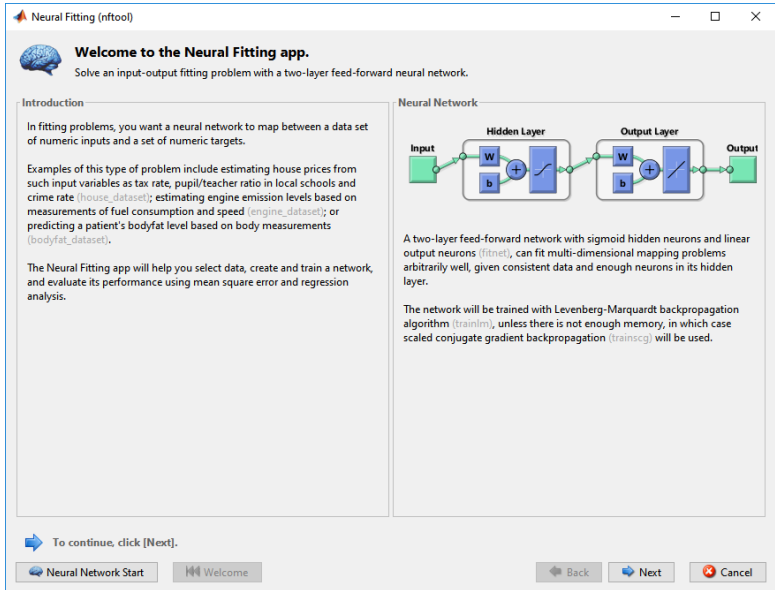 Neural Fitting (nftool)
Welcome to the Neural Fitting app.
Solve an input-output fitting problem with a two-layer feed-forward neural network.
Introduction
In fitting problems, you want a neural network to map between a data set
of numeric inputs and a set of numeric targets.
Examples of this type of problem include estimating house prices from
such input variables as tax rate, pupil/teacher ratio in local schools and
crime rate (house_dataset); estimating engine emission levels based on
measurements of fuel consumption and speed (engine_dataset); or
predicting a patient's bodyfat level based on body measurements
(bodyfat_dataset).
The Neural Fitting app will help you select data, create and train a network,
and evaluate its performance using mean square error and regression
analysis.
Neural Network
Hidden Layer
Output Layer
Input
Output
W
b
+
W
b
+
A two-layer feed-forward network with sigmoid hidden neurons and linear
output neurons (fitnet), can fit multi-dimensional mapping problems
arbitrarily well, given consistent data and enough neurons in its hidden
layer.
The network will be trained with Levenberg-Marquardt backpropagation
algorithm (trainlm), unless there is not enough memory, in which case
scaled conjugate gradient backpropagation (trainscg) will be used.
To continue, click [Next].
Neural Network Start
Welcome
Back
Next
Cancel